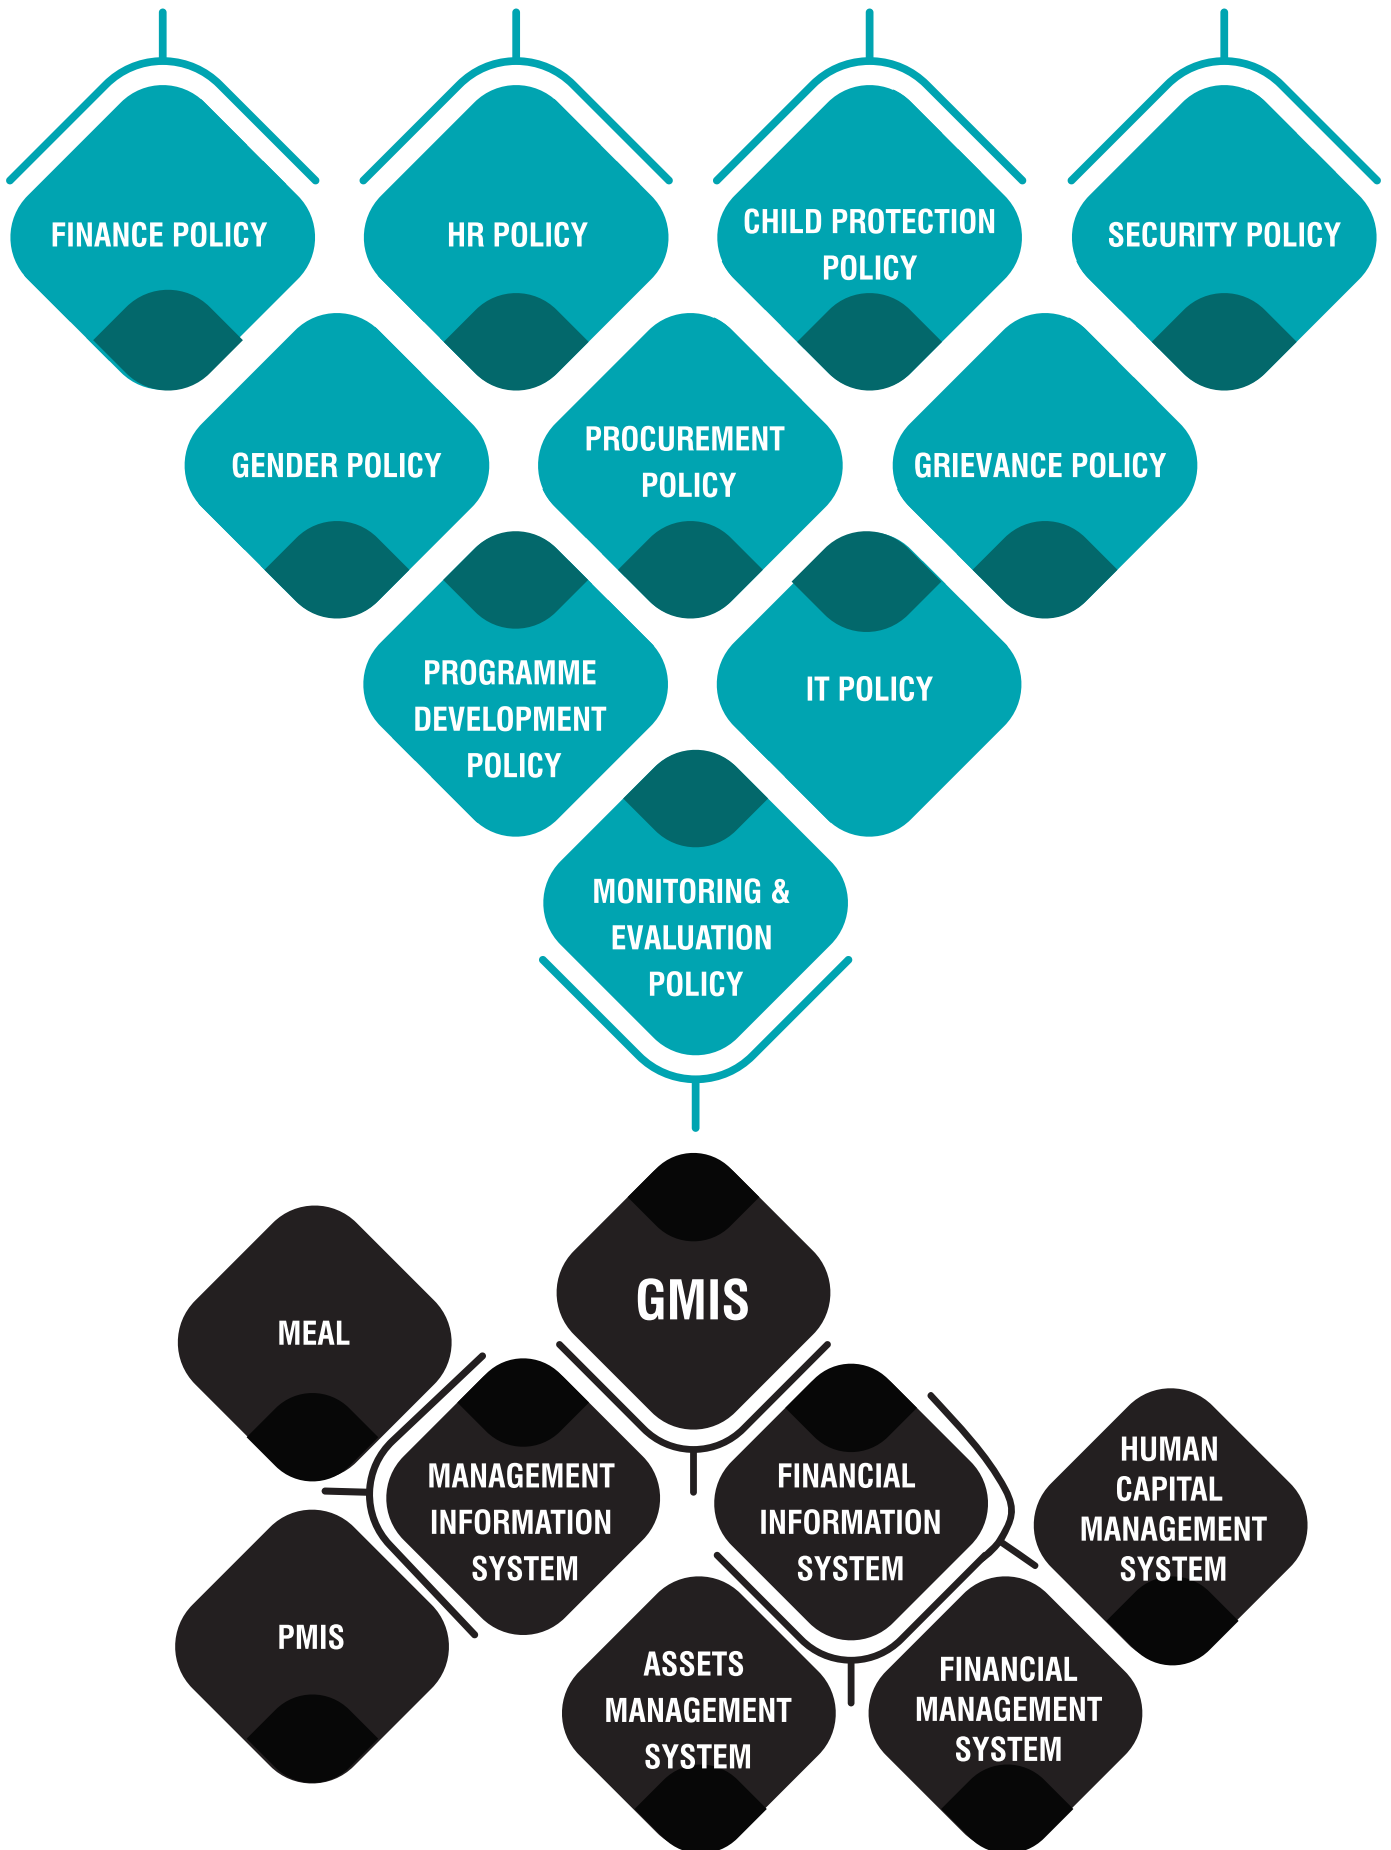 FINANCE POLICY
HR POLICY
CHILD PROTECTION
POLICY
SECURITY POLICY
GENDER POLICY
PROCUREMENT
POLICY
GRIEVANCE POLICY
PROGRAMME
DEVELOPMENT
POLICY
IT POLICY
MONITORING &
EVALUATION
POLICY
GMIS
MEAL
MANAGEMENT
INFORMATION
SYSTEM
FINANCIAL
INFORMATION
SYSTEM
HUMAN
CAPITAL
MANAGEMENT
SYSTEM
PMIS
ASSETS
MANAGEMENT
SYSTEM
FINANCIAL
MANAGEMENT
SYSTEM